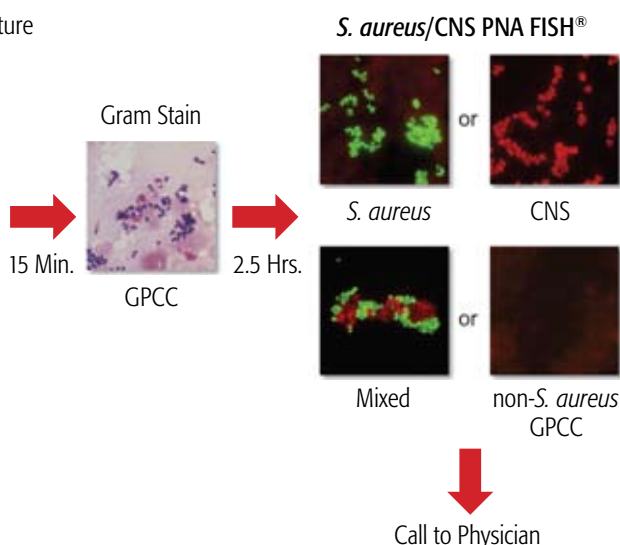 ture
S. aureus/CNS PNA FISH®
Gram Stain
or
15 Min.
GPCC
2.5 Hrs.
S. aureus
CNS
or
Mixed
non-S. aureus
GPCC
Call to Physician